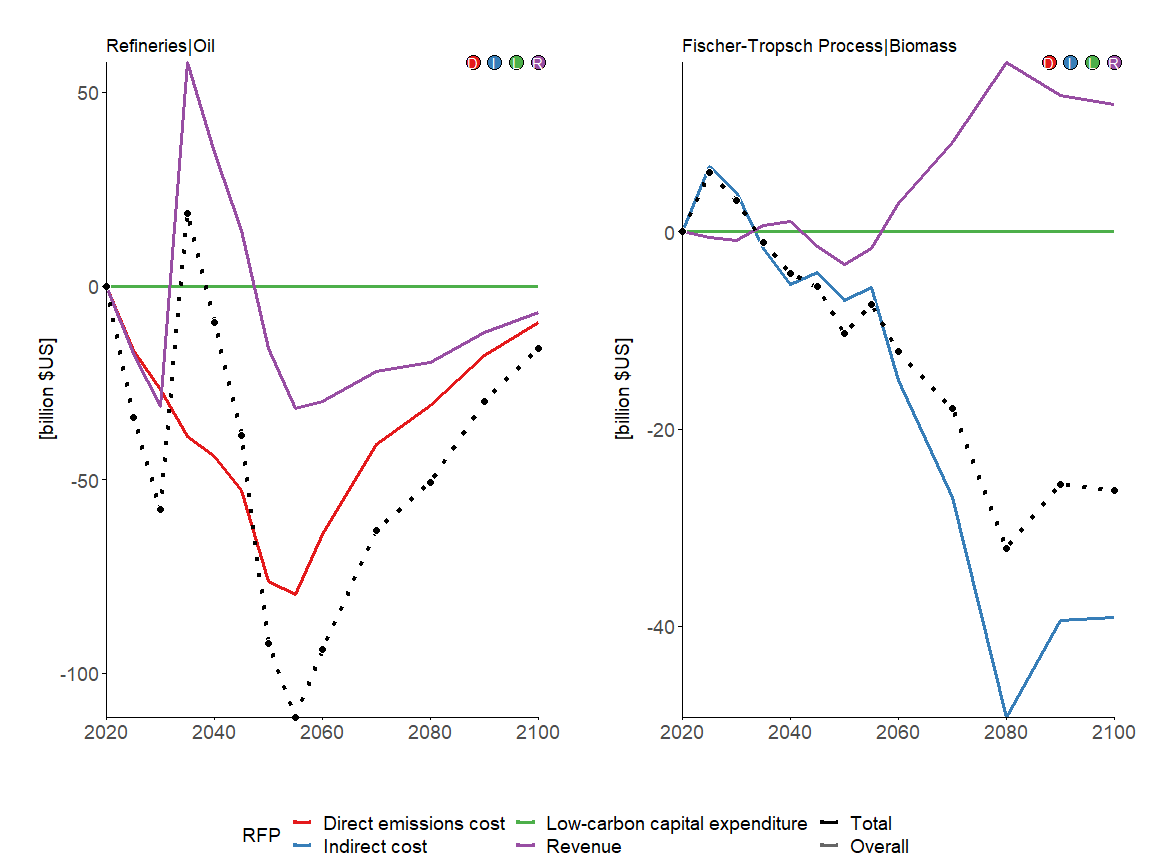 Refineries|Oil
D I L R
50
0
-50
-100
[billion $US]
2020 2040 2060 2080 2100
Fischer-Tropsch Process|Biomass
D I L R
0
-20
-40
[billion $US]
2020 2040 2060 2080 2100
RFP
Direct emissions cost Low-carbon capital expenditure Total
Indirect cost Revenue Overall